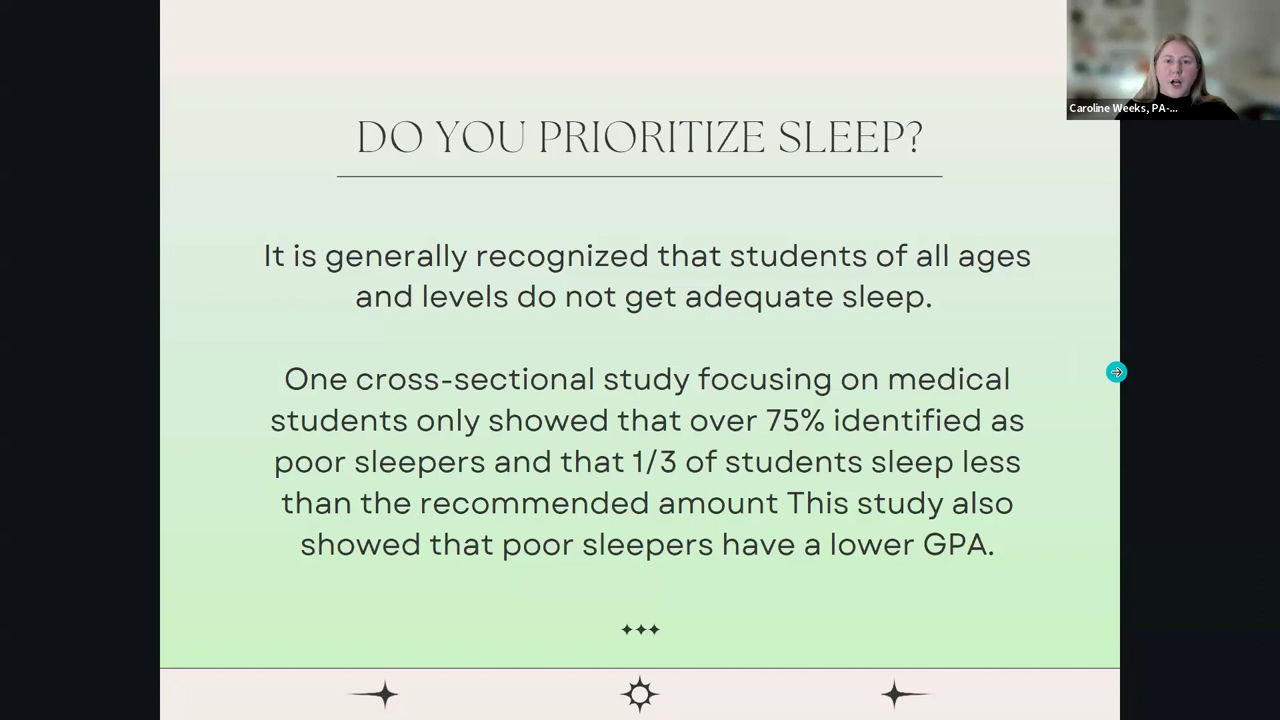 DO YOU PRIORITIZE SLEEP?
It is generally recognized that students of all ages
and levels do not get adequate sleep.
One cross-sectional study focusing on medical
students only showed that over 75% identified as
poor sleepers and that 1/3 of students sleep less
than the recommended amount This study also
showed that poor sleepers have a lower GPA.
Caroline Weeks, PA-...